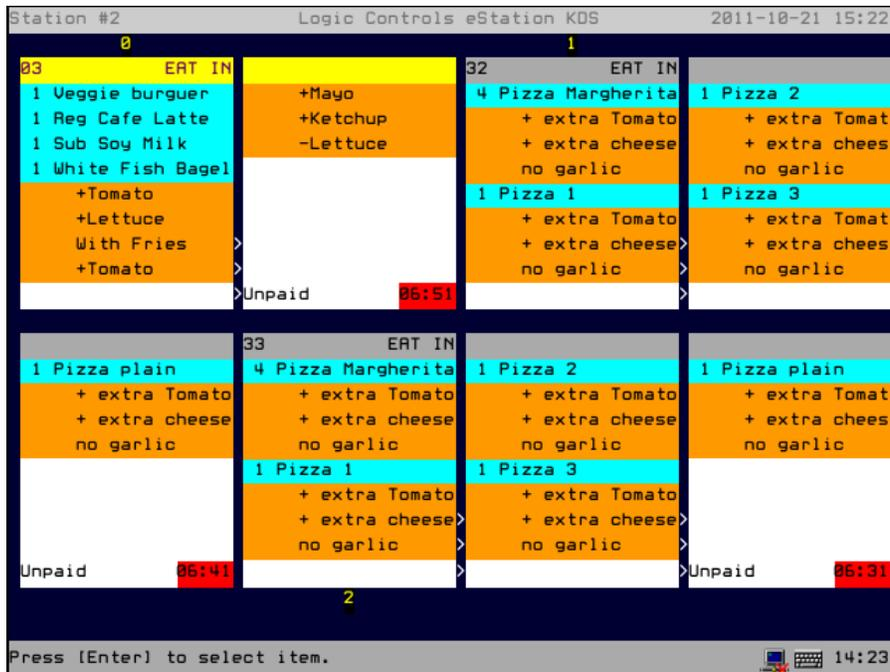 Station #2 Logic Controls eStation KDS 2011-10-21 15:22
0
1
03 EAT IN
1 Veggie burguer
1 Reg Cafe Latte
1 Sub Soy Milk
1 White Fish Bagel
+Tomato
+Lettuce
With Fries >
+Tomato >
>
+Mayo
+Ketchup
-Lettuce
Unpaid 06:51
32 EAT IN
4 Pizza Margherita
+ extra Tomato
+ extra cheese
no garlic
1 Pizza 1
+ extra Tomato
+ extra cheese >
no garlic >
>
1 Pizza 2
+ extra Tomat
+ extra chees
no garlic
1 Pizza 3
+ extra Tomat
+ extra chees
no garlic
1 Pizza plain
+ extra Tomato
+ extra cheese
no garlic
Unpaid 06:41
33 EAT IN
4 Pizza Margherita
+ extra Tomato
+ extra cheese
no garlic
1 Pizza 1
+ extra Tomato
+ extra cheese >
no garlic >
>
1 Pizza 2
+ extra Tomato
+ extra cheese
no garlic
1 Pizza 3
+ extra Tomato
+ extra cheese >
no garlic >
>
1 Pizza plain
+ extra Tomat
+ extra chees
no garlic
Unpaid 06:31
2
Press [Enter] to select item. 14:23